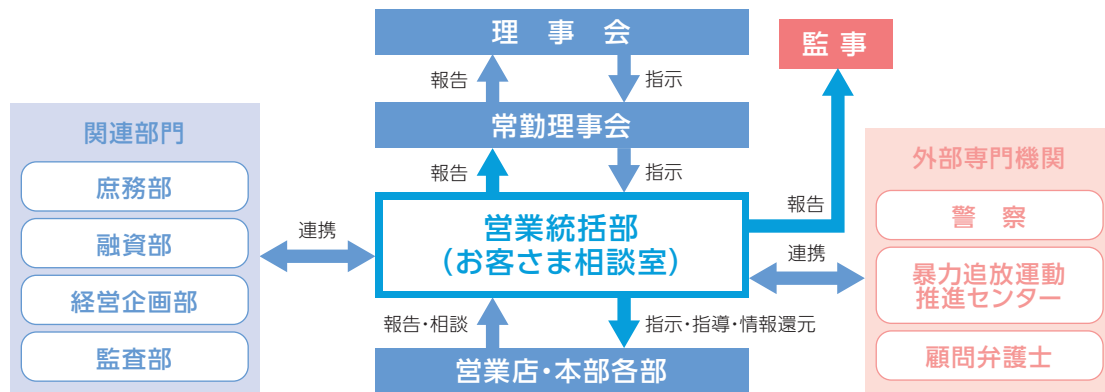 理 事 会
監 事
報告
指示
常勤理事会
報告
指示
関連部門
庶務部
融資部
経営企画部
監査部
連携
営業統括部
(お客さま相談室)
報告
連携
外部専門機関
警 察
暴力追放運動
推進センター
顧問弁護士
報告・相談
指示・指導・情報還元
営業店・本部各部